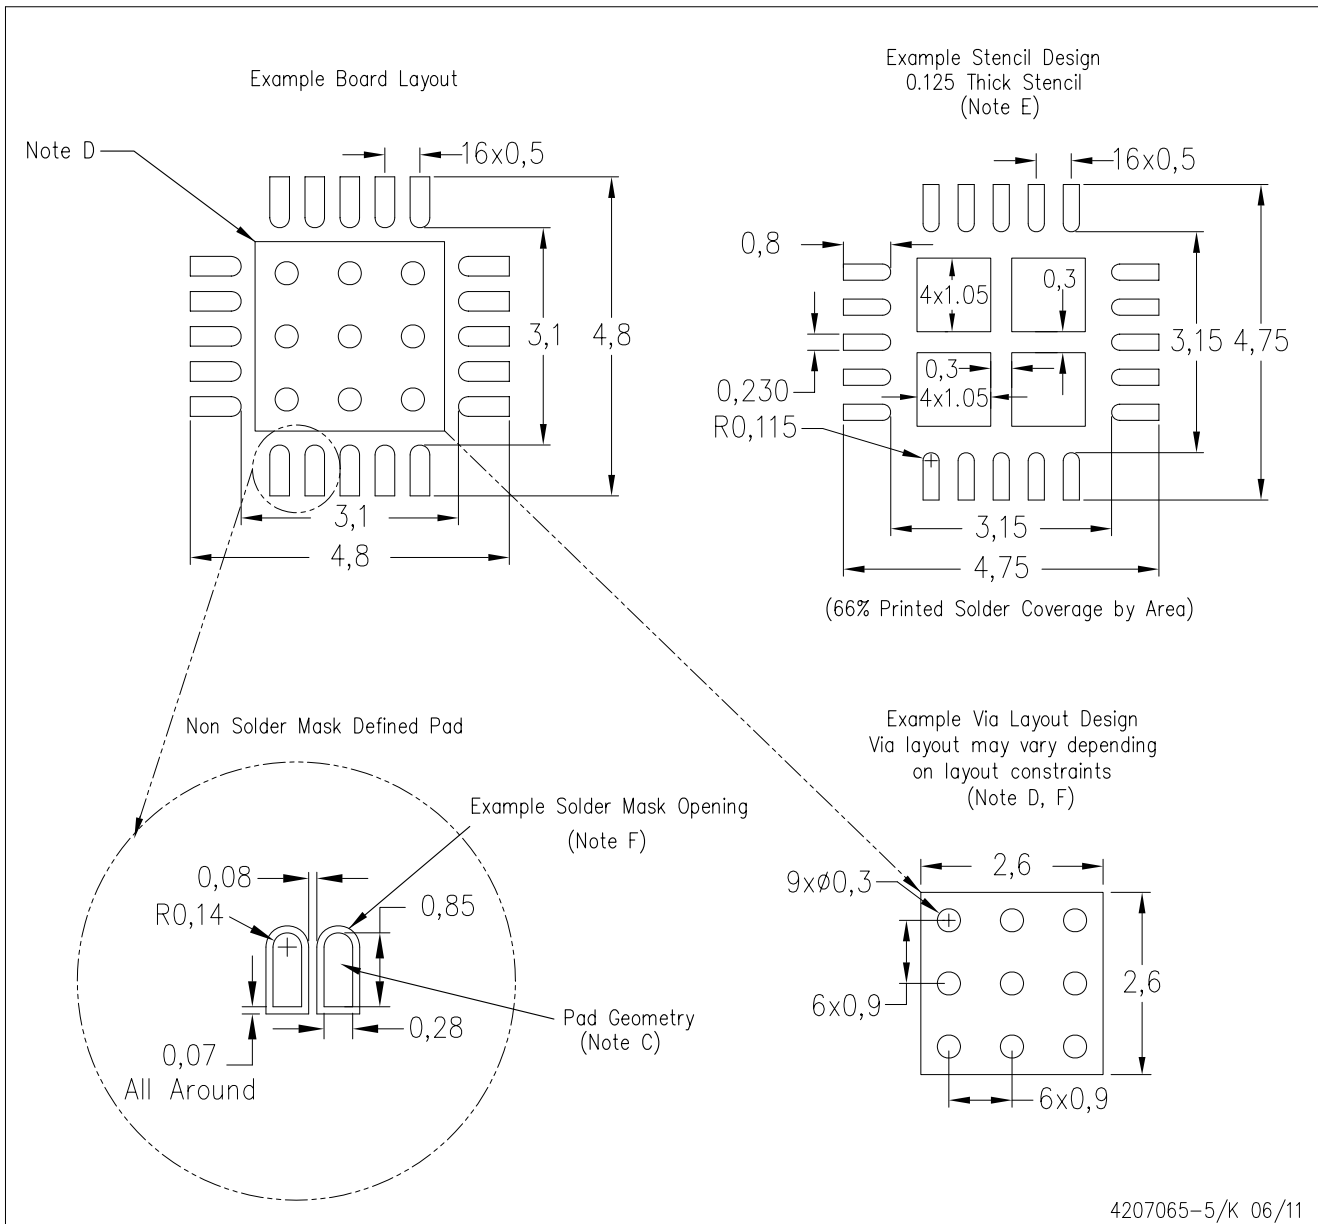 Example Board Layout
Note D
16x0,5
3,1
4,8
3,1
4,8
Example Stencil Design
0.125 Thick Stencil
(Note E)
16x0,5
0,8
4x1.05
0,3
0,3
4x1.05
0,230
R0,115
3,15
4,75
3,15
4,75
(66% Printed Solder Coverage by Area)
Non Solder Mask Defined Pad
Example Solder Mask Opening
(Note F)
0,08
R0,14
0,85
0,28
Pad Geometry
(Note C)
0,07
All Around
Example Via Layout Design
Via layout may vary depending
on layout constraints
(Note D, F)
2,6
9xø0,3
2,6
6x0,9
6x0,9
4207065-5/K 06/11